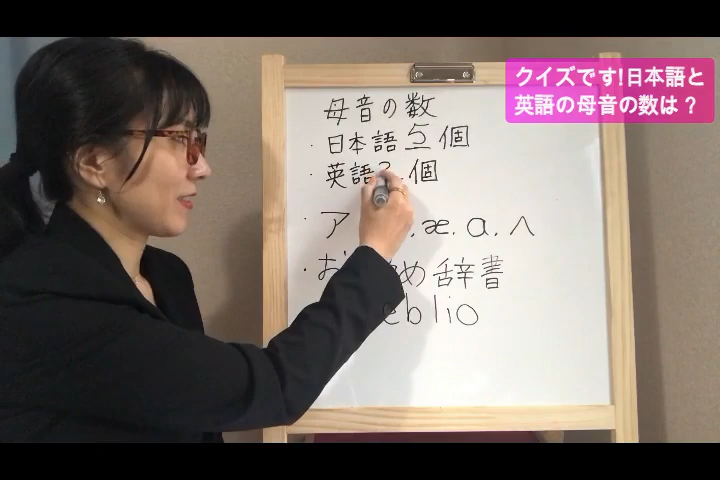 クイズです!日本語と
英語の母音の数は？
母音の数
・日本語 5 個
・英語 個
・ア .æ.ɑ.ʌ
・お め辞書
eblio